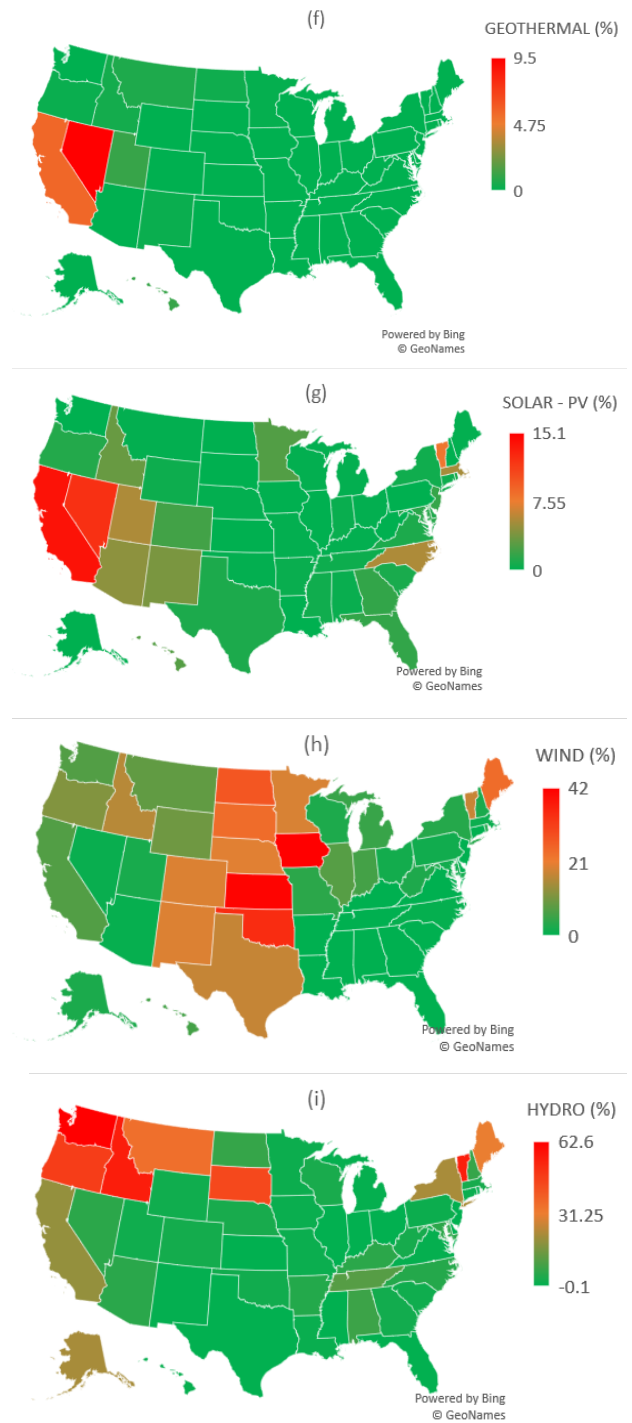 (f)
GEOTHERMAL (%)
9.5
4.75
0
Powered by Bing
© GeoNames
(g)
SOLAR - PV (%)
15.1
7.55
0
Powered by Bing
© GeoNames
(h)
WIND (%)
42
21
0
Powered by Bing
© GeoNames
(i)
HYDRO (%)
62.6
31.25
-0.1
Powered by Bing
© GeoNames